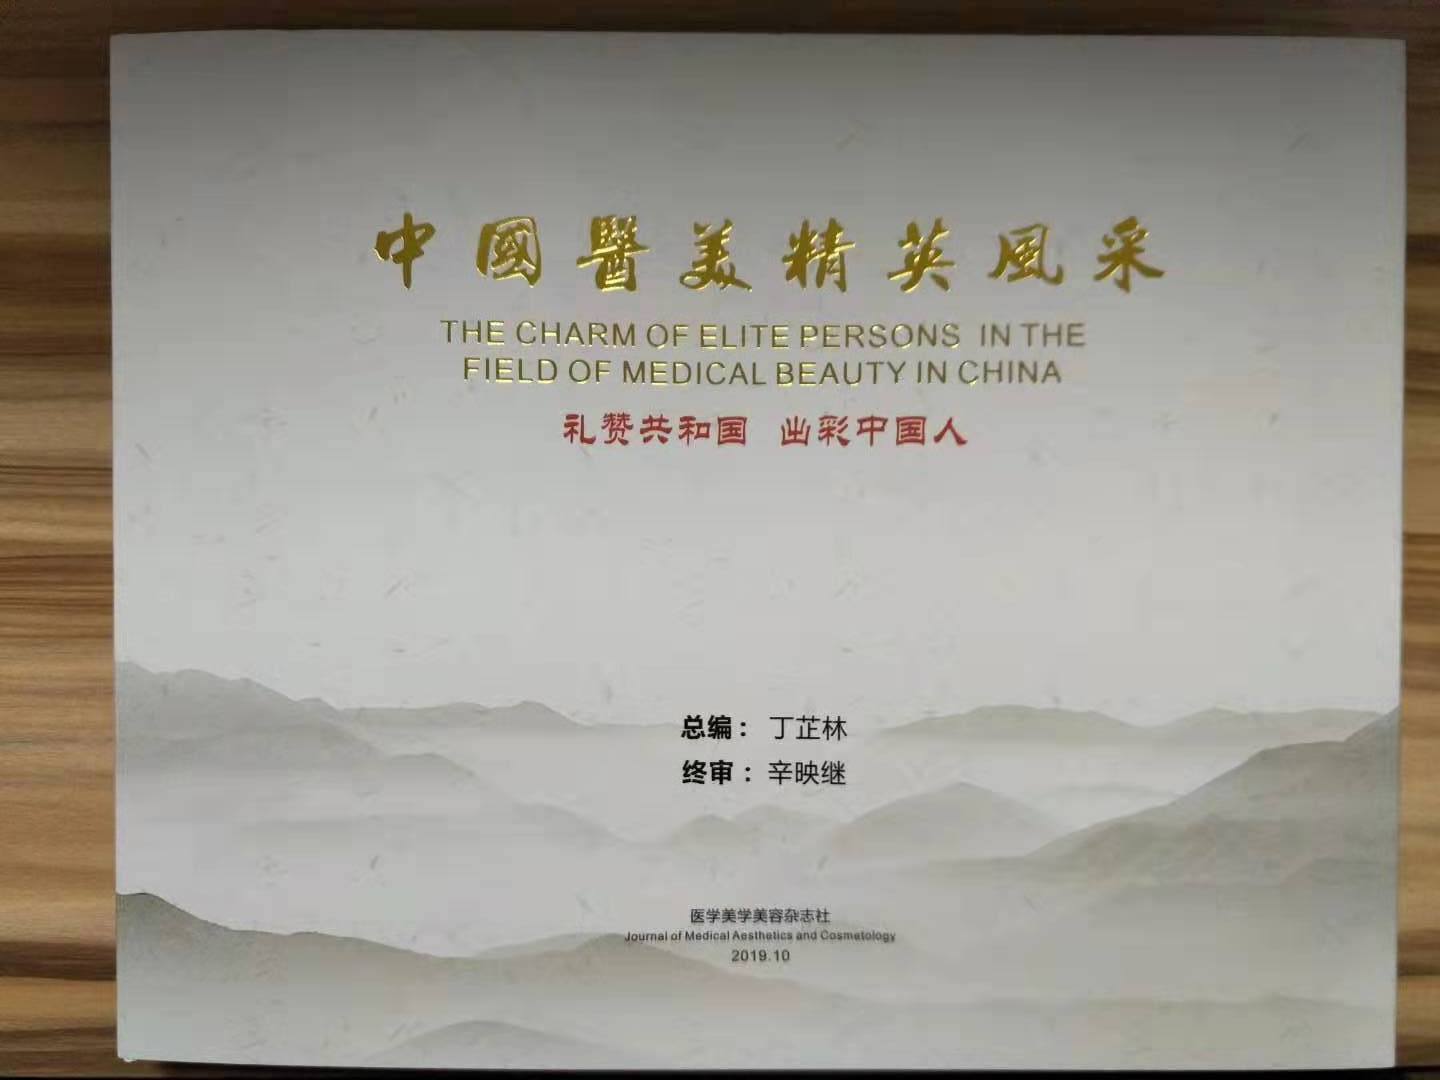 中國醫美精英風采
THE CHARM OF ELITE PERSONS IN THE
FIELD OF MEDICAL BEAUTY IN CHINA
礼赞共和国 出彩中国人
总编： 丁芷林
终审： 辛映继
医学美学美容杂志社
Journal of Medical Aesthetics and Cosmetology
2019.10